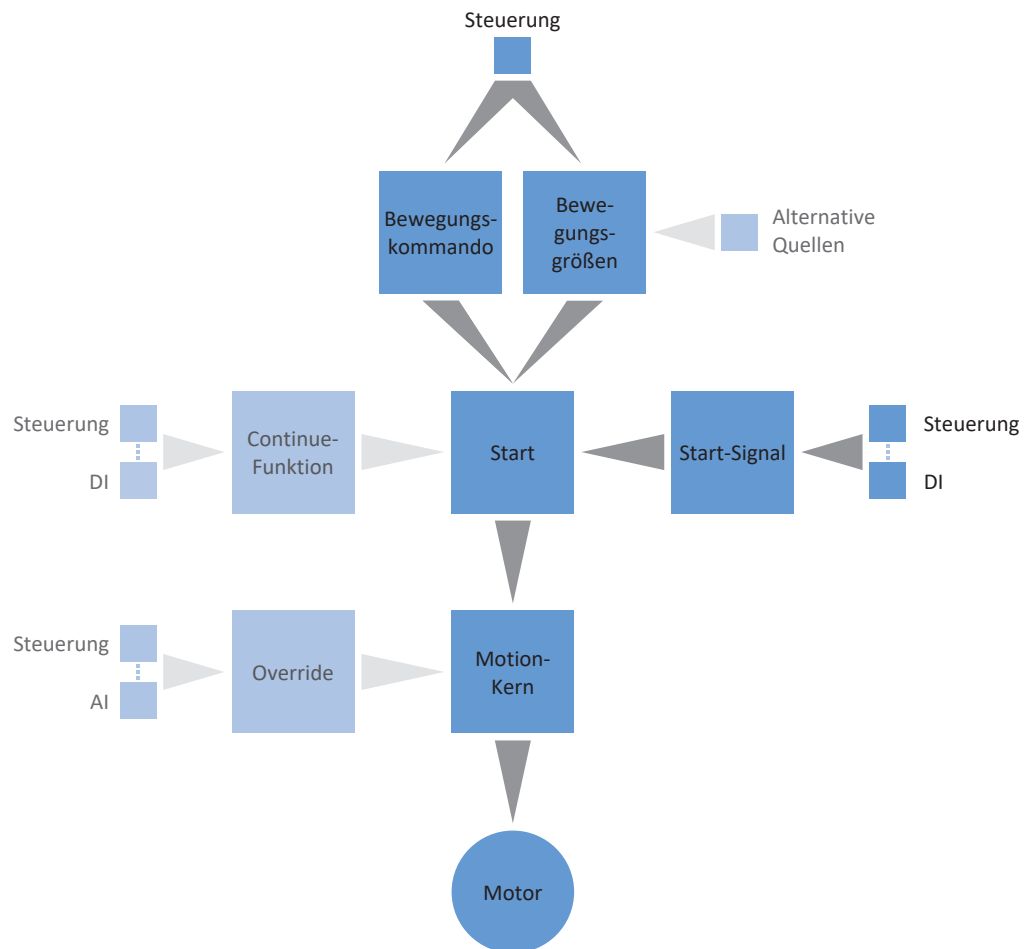 Steuerung
Bewegungs-
kommando
Bewe-
gungs-
größen
Alternative
Quellen
Steuerung
DI
Continue-
Funktion
Start
Start-Signal
Steuerung
DI
Steuerung
AI
Override
Motion-
Kern
Motor